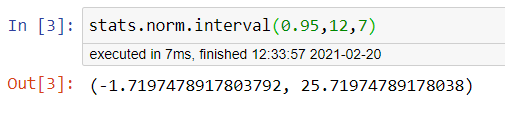 In [3]: stats.norm.interval(0.95,12,7)
executed in 7ms, finished 12:33:57 2021-02-20
Out[3]: (-1.7197478917803792, 25.71974789178038)